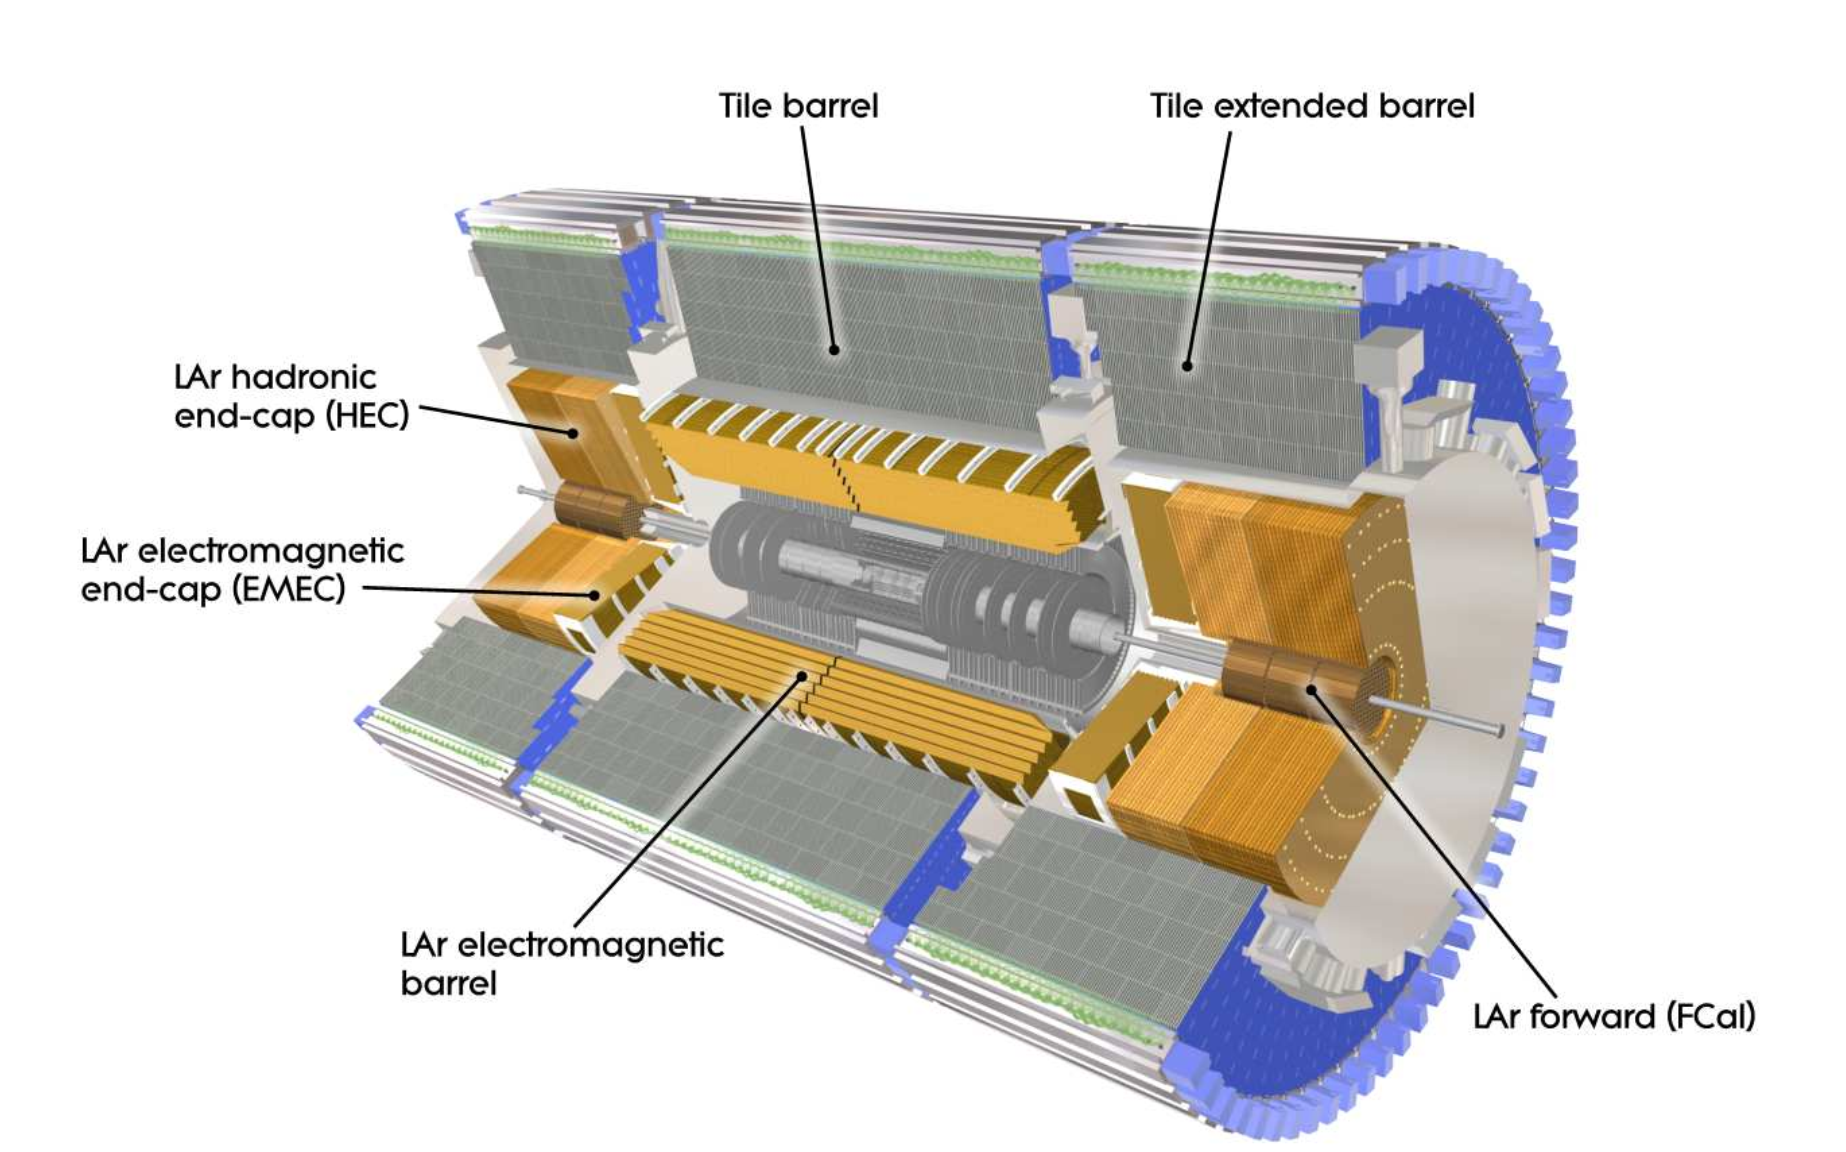 Tile barrel
Tile extended barrel
LAr hadronic
end-cap (HEC)
LAr electromagnetic
end-cap (EMEC)
LAr electromagnetic
barrel
LAr forward (FCal)